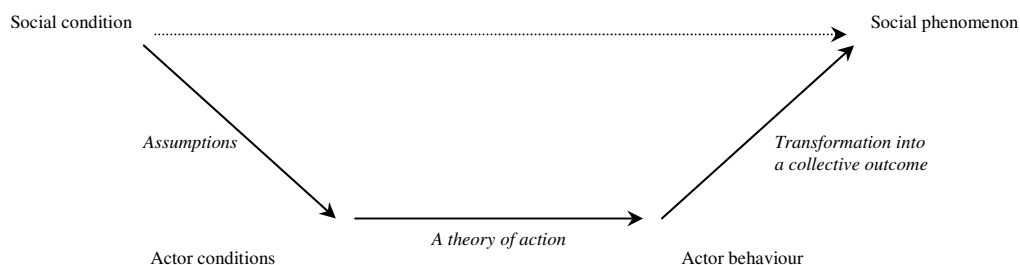 Social condition
Social phenomenon
Assumptions
Transformation into
a collective outcome
A theory of action
Actor conditions
Actor behaviour